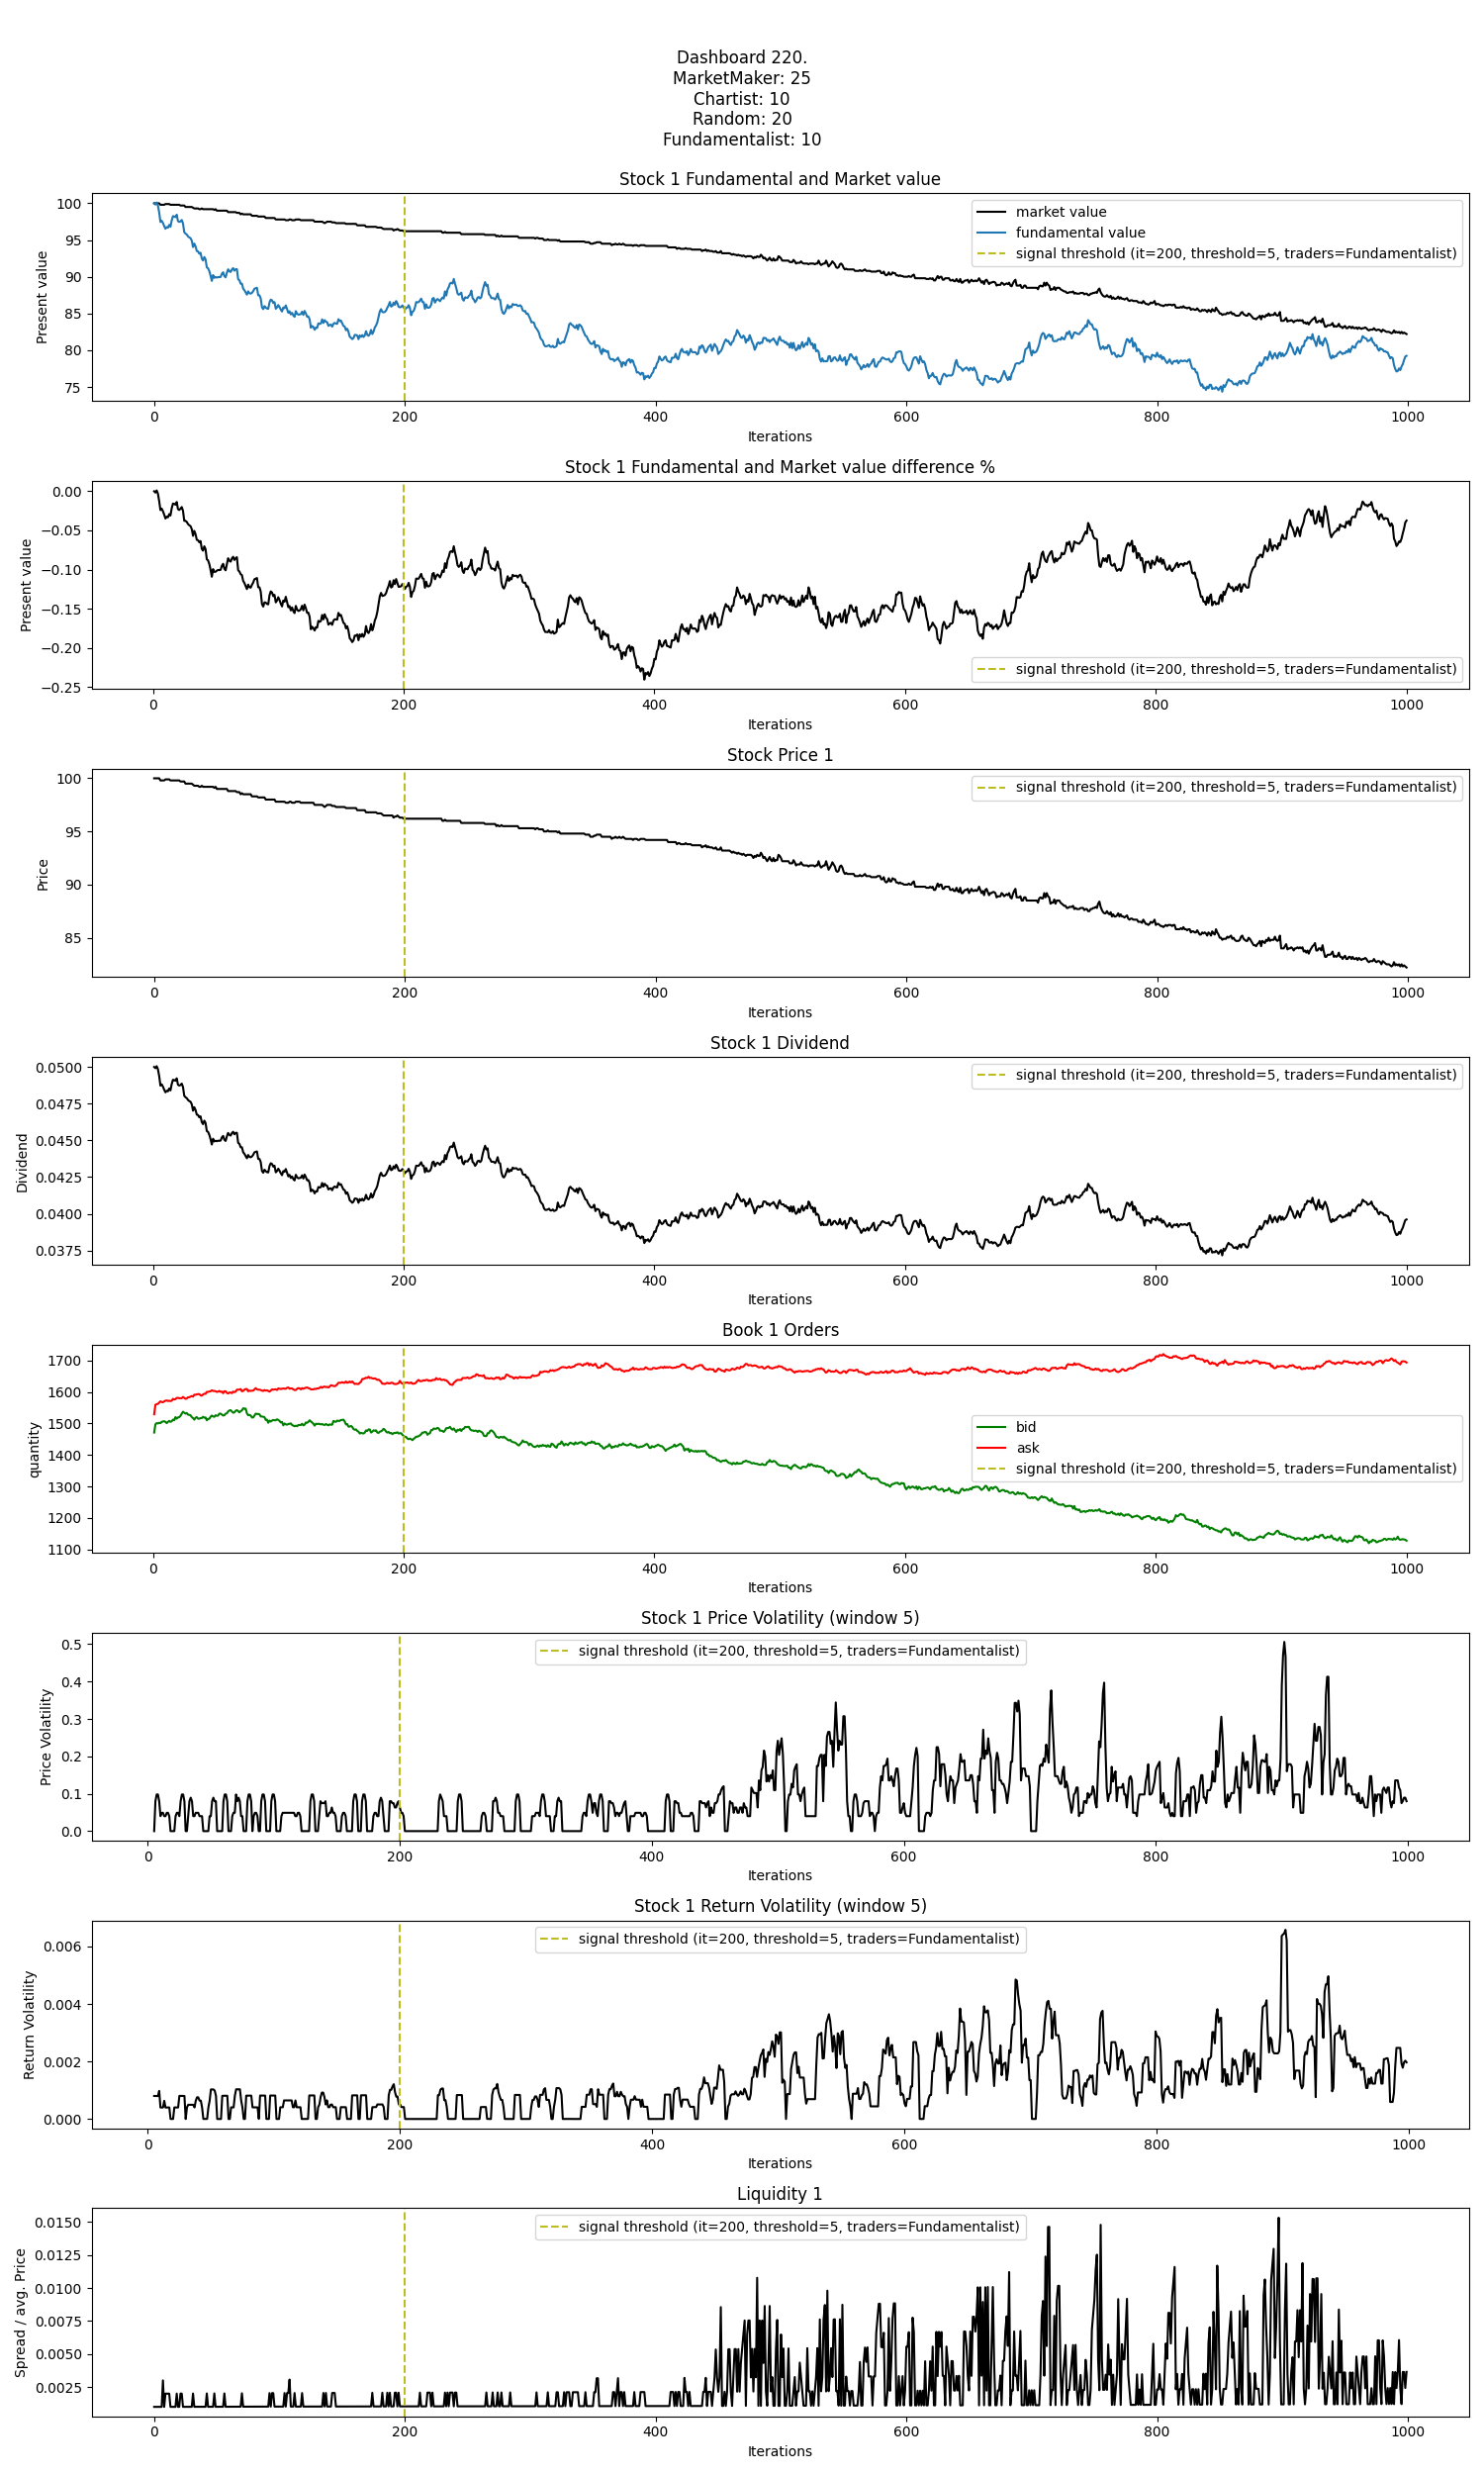 Dashboard 220.
MarketMaker: 25
Chartist: 10
Random: 20
Fundamentalist: 10
Stock 1 Fundamental and Market value
Present value
100
95
90
85
80
75
market value
fundamental value
signal threshold (it=200, threshold=5, traders=Fundamentalist)
0 200 400 600 800 1000
Iterations
Stock 1 Fundamental and Market value difference %
Present value
0.00
−0.05
−0.10
−0.15
−0.20
−0.25
signal threshold (it=200, threshold=5, traders=Fundamentalist)
0 200 400 600 800 1000
Iterations
Stock Price 1
Price
100
95
90
85
signal threshold (it=200, threshold=5, traders=Fundamentalist)
0 200 400 600 800 1000
Iterations
Stock 1 Dividend
Dividend
0.0500
0.0475
0.0450
0.0425
0.0400
0.0375
signal threshold (it=200, threshold=5, traders=Fundamentalist)
0 200 400 600 800 1000
Iterations
Book 1 Orders
quantity
1700
1600
1500
1400
1300
1200
1100
bid
ask
signal threshold (it=200, threshold=5, traders=Fundamentalist)
0 200 400 600 800 1000
Iterations
Stock 1 Price Volatility (window 5)
Price Volatility
0.5
0.4
0.3
0.2
0.1
0.0
signal threshold (it=200, threshold=5, traders=Fundamentalist)
0 200 400 600 800 1000
Iterations
Stock 1 Return Volatility (window 5)
Return Volatility
0.006
0.004
0.002
0.000
signal threshold (it=200, threshold=5, traders=Fundamentalist)
0 200 400 600 800 1000
Iterations
Liquidity 1
Spread / avg. Price
0.0150
0.0125
0.0100
0.0075
0.0050
0.0025
signal threshold (it=200, threshold=5, traders=Fundamentalist)
0 200 400 600 800 1000
Iterations